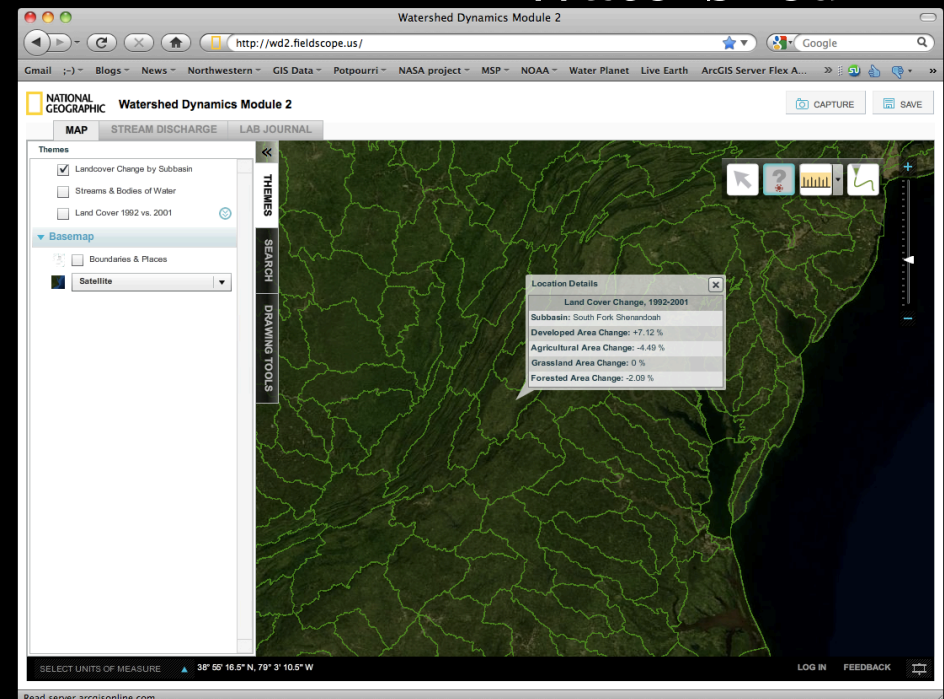 Watershed Dynamics Module 2
http://wd2.fieldscope.us/
Google
Gmail ;-) Blogs News Northwestern GIS Data Potpourri NASA project MSP NOAA Water Planet Live Earth ArcGIS Server Flex A... » »
NATIONAL
GEOGRAPHIC
Watershed Dynamics Module 2
CAPTURE
SAVE
MAP
STREAM DISCHARGE
LAB JOURNAL
Themes
Landcover Change by Subbasin
Streams & Bodies of Water
Land Cover 1992 vs. 2001
Basemap
Boundaries & Places
Satellite
«
THEMES
SEARCH
DRAWING TOOLS
Location Details
Land Cover Change, 1992-2001
Subbasin: South Fork Shenandoah
Developed Area Change: +7.12 %
Agricultural Area Change: -4.49 %
Grassland Area Change: 0 %
Forested Area Change: -2.09 %
SELECT UNITS OF MEASURE
38° 55' 16.5" N, 79° 3' 10.5" W
LOG IN
FEEDBACK
Read server.arcgisonline.com